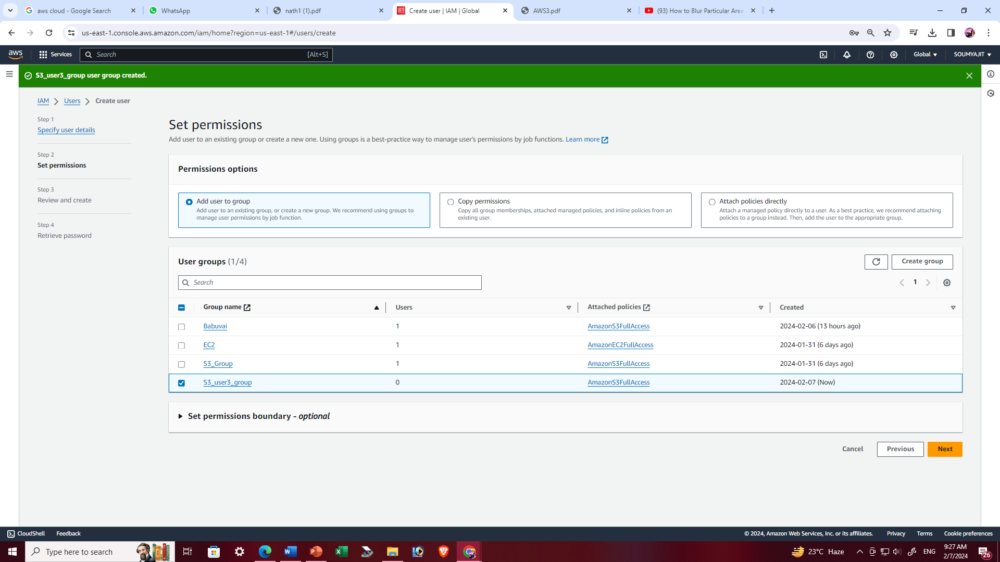 aws cloud - Google Search
WhatsApp
nath1 (1).pdf
Create user | IAM | Global
AWS3.pdf
(93) How to Blur Particular Area
us-east-1.console.aws.amazon.com/iam/home?region=us-east-1#/users/create
aws
Services
Search
[Alt+S]
Global
SOUMYAJIT
S3_user3_group user group created.
IAM
Users
Create user
Step 1
Specify user details
Step 2
Set permissions
Step 3
Review and create
Step 4
Retrieve password
Set permissions
Add user to an existing group or create a new one. Using groups is a best-practice way to manage user's permissions by job functions. Learn more
Permissions options
Add user to group
Add user to an existing group, or create a new group. We recommend using groups to
manage user permissions by job function.
Copy permissions
Copy all group memberships, attached managed policies, and inline policies from an
existing user.
Attach policies directly
Attach a managed policy directly to a user. As a best practice, we recommend attaching
policies to a group instead. Then, add the user to the appropriate group.
User groups (1/4)
Create group
Search
1
Group name
Users
Attached policies
Created
Babuvai
1
AmazonS3FullAccess
2024-02-06 (13 hours ago)
EC2
1
AmazonEC2FullAccess
2024-01-31 (6 days ago)
S3_Group
1
AmazonS3FullAccess
2024-01-31 (6 days ago)
S3_user3_group
0
AmazonS3FullAccess
2024-02-07 (Now)
Set permissions boundary - optional
Cancel
Previous
Next
CloudShell
Feedback
© 2024, Amazon Web Services, Inc. or its affiliates.
Privacy
Terms
Cookie preferences
Type here to search
23°C Haze
ENG
9:27 AM
2/7/2024
26